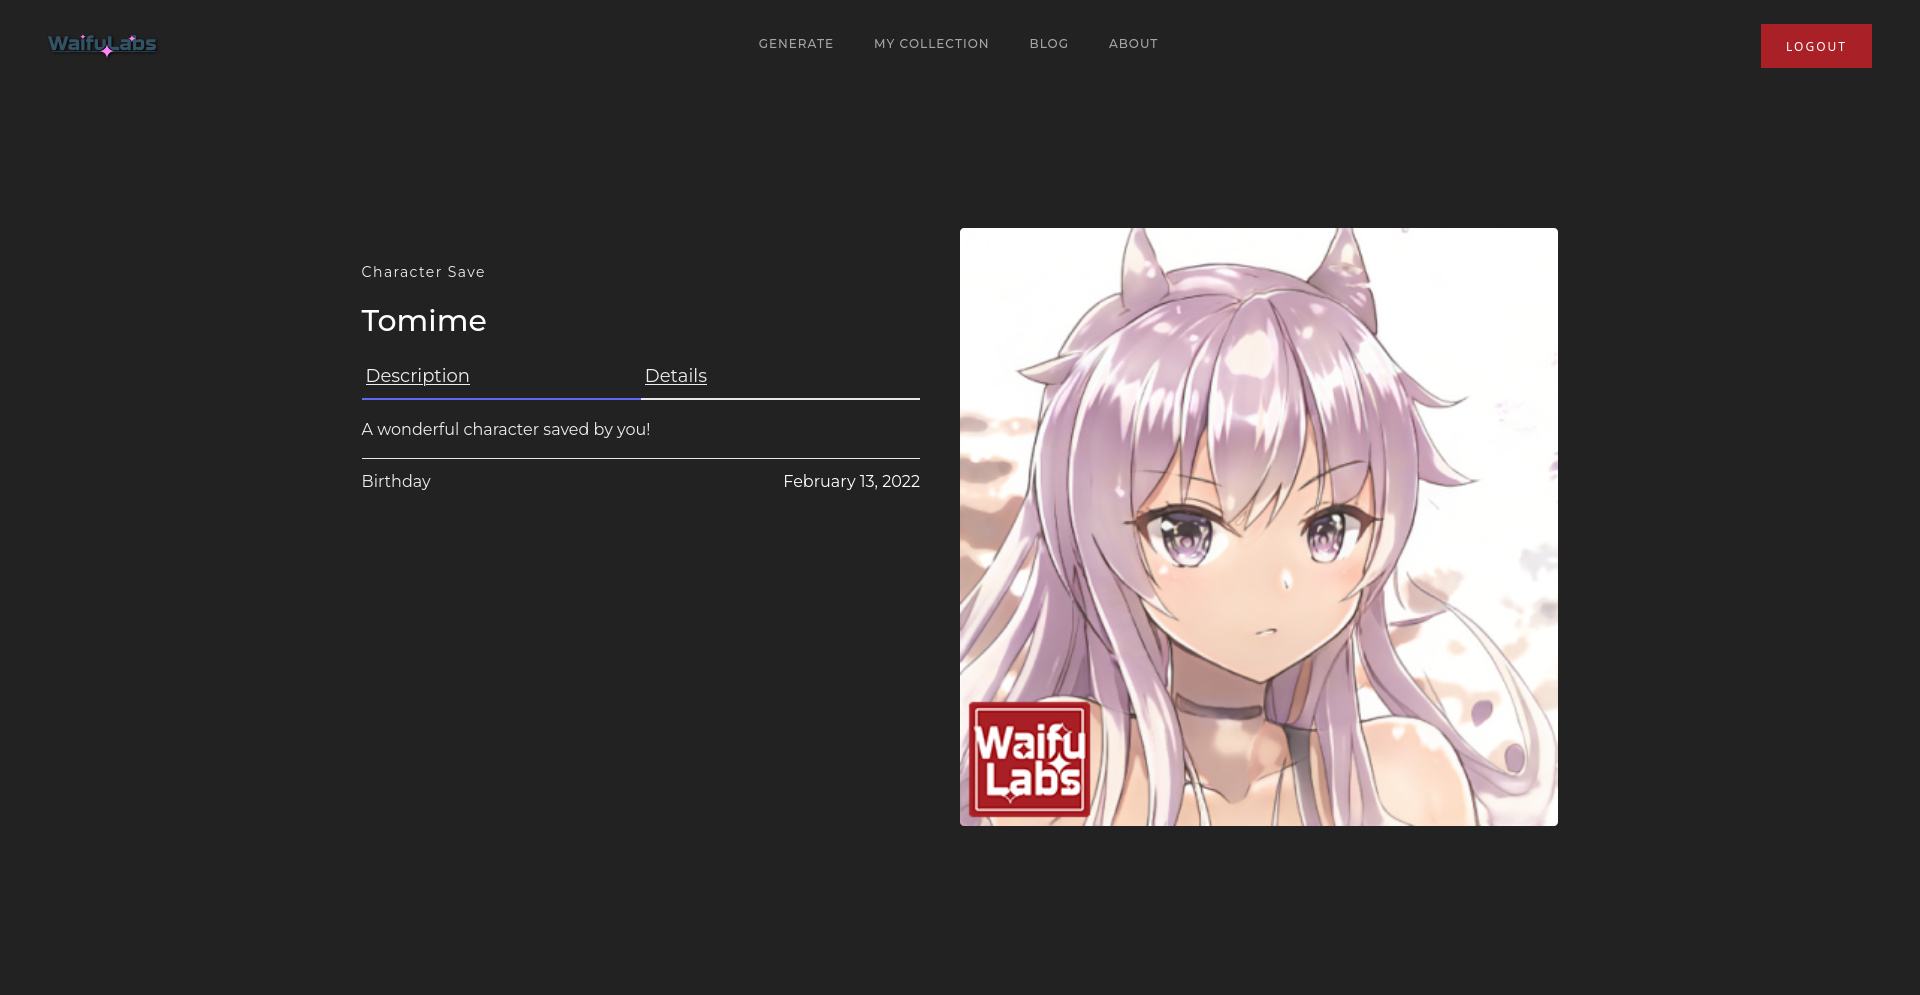 WaifuLabs
GENERATE
MY COLLECTION
BLOG
ABOUT
LOGOUT
Character Save
Tomime
Description
Details
A wonderful character saved by you!
Birthday
February 13, 2022
Waifu
Labs